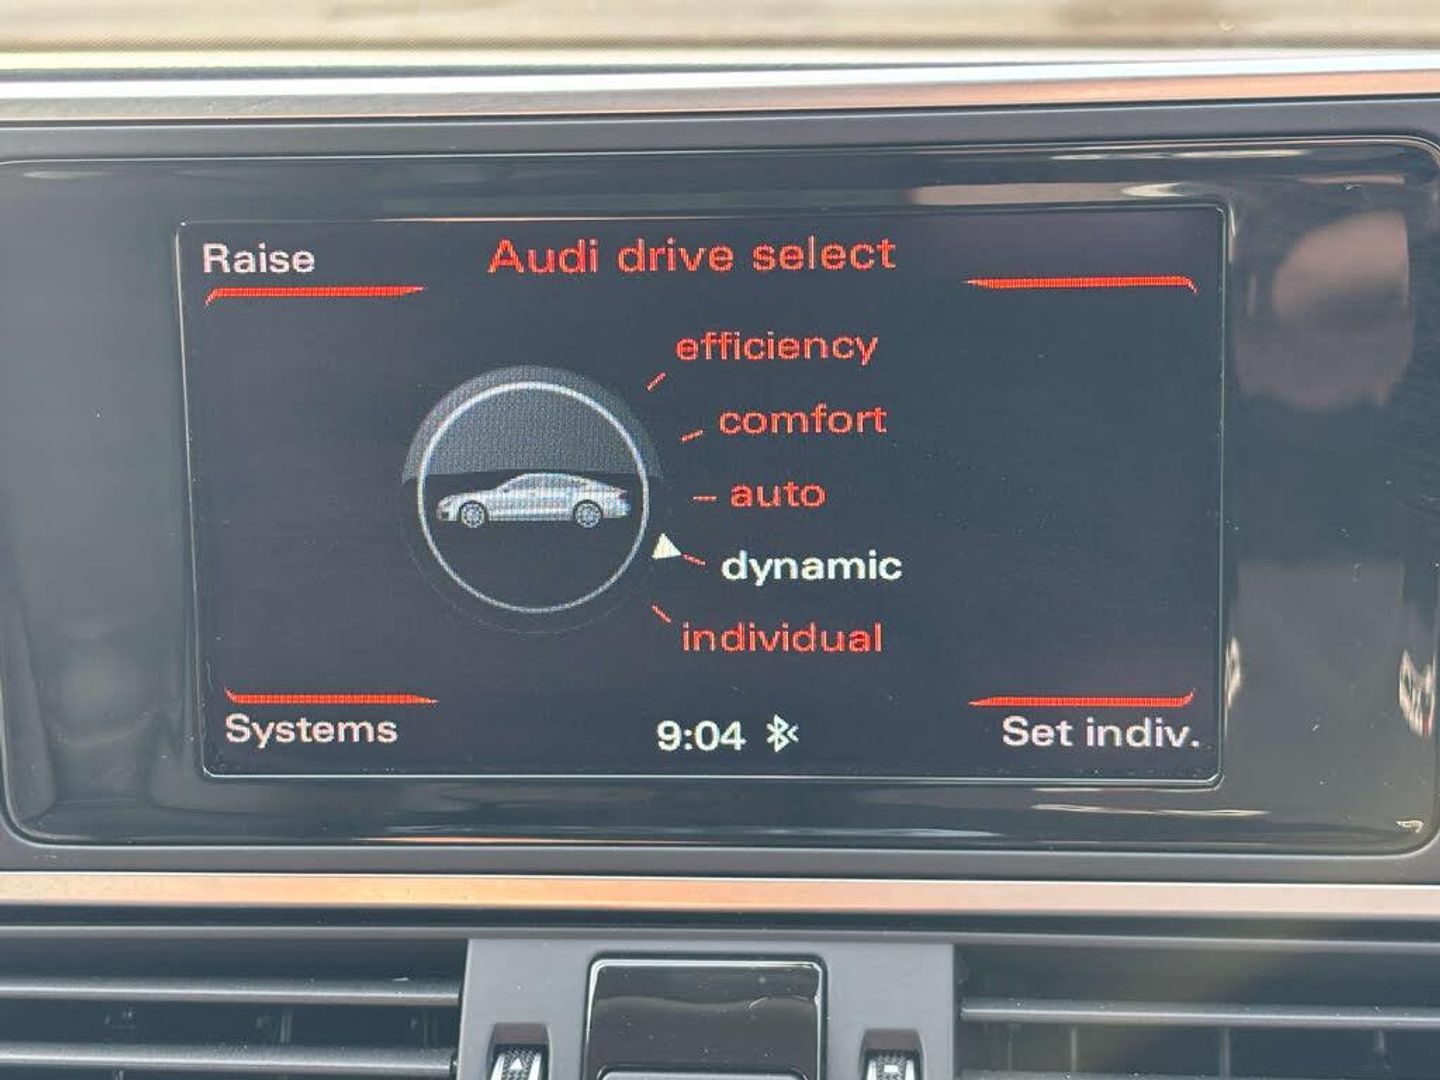 Raise
Audi drive select
efficiency
comfort
auto
dynamic
individual
Systems
9:04
Set indiv.